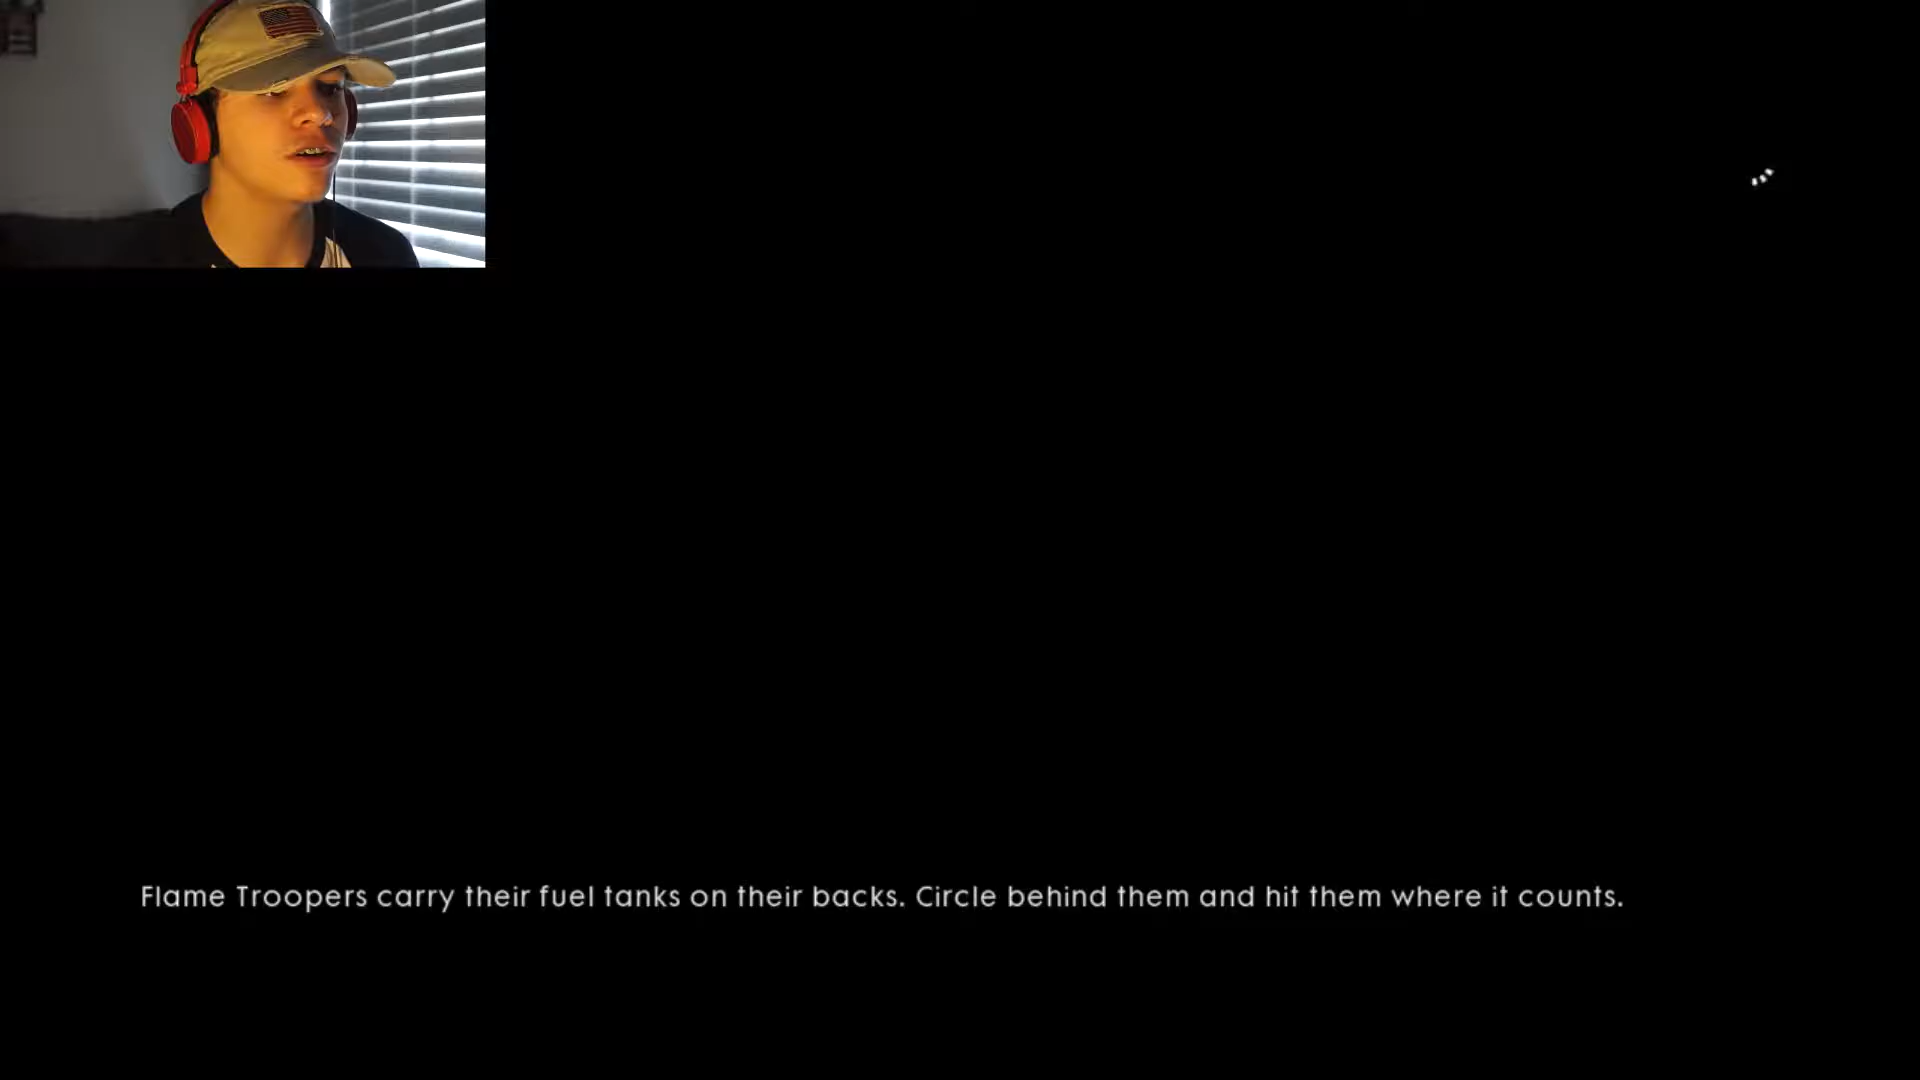 Flame Troopers carry their fuel tanks on their backs. Circle behind them and hit them where it counts.